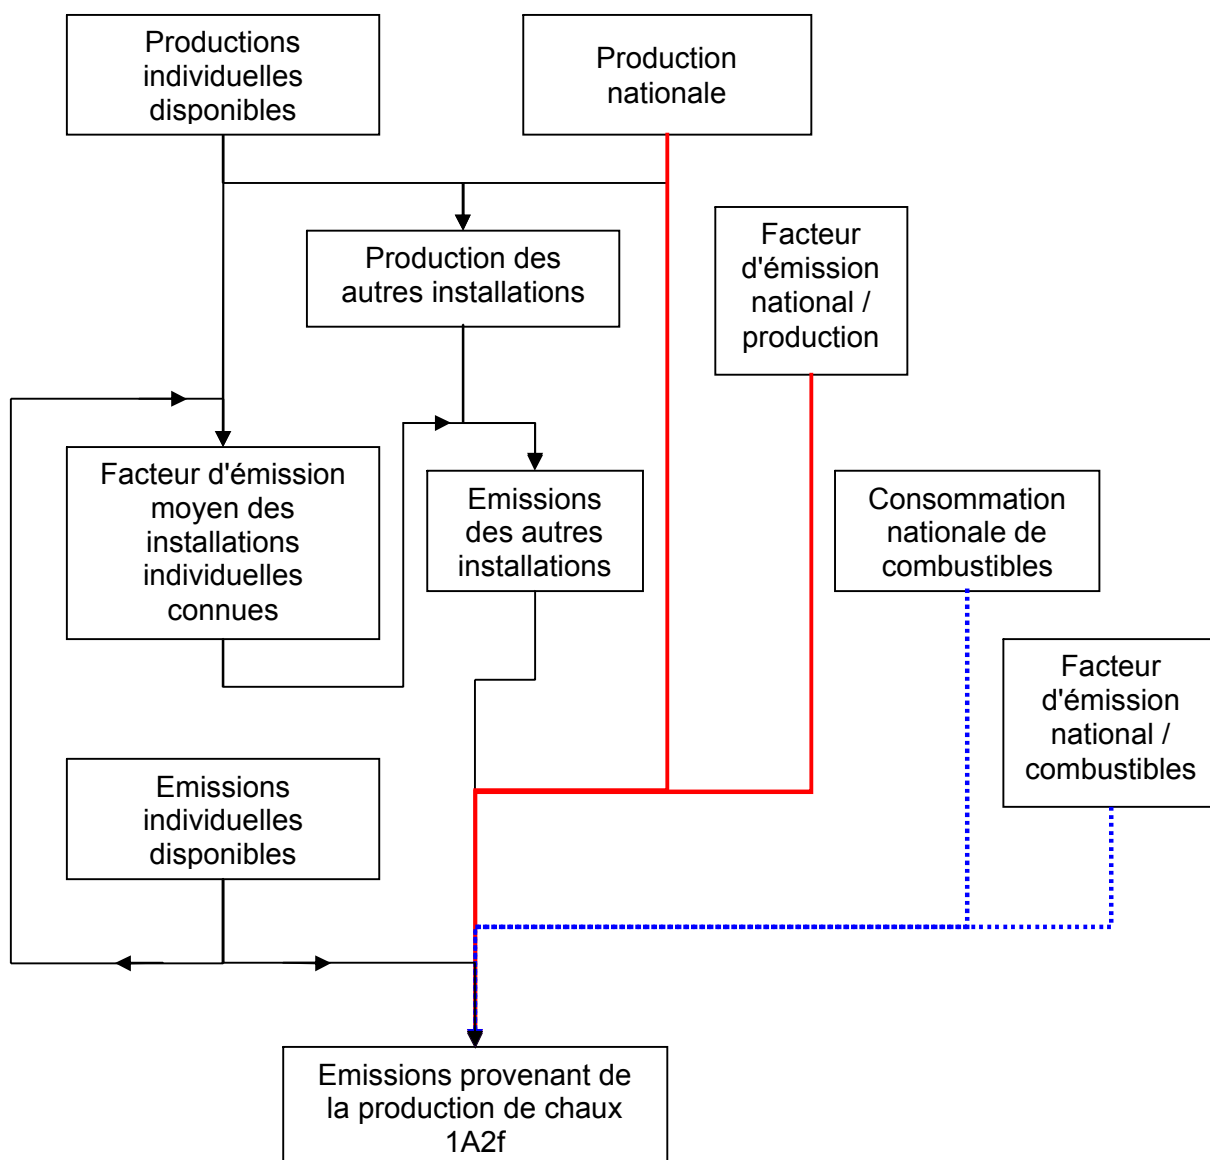 Productions
individuelles
disponibles
Production
nationale
Production des
autres installations
Facteur
d'émission
national /
production
Facteur d'émission
moyen des
installations
individuelles
connues
Emissions
des autres
installations
Consommation
nationale de
combustibles
Facteur
d'émission
national /
combustibles
Emissions
individuelles
disponibles
Emissions provenant de
la production de chaux
1A2f